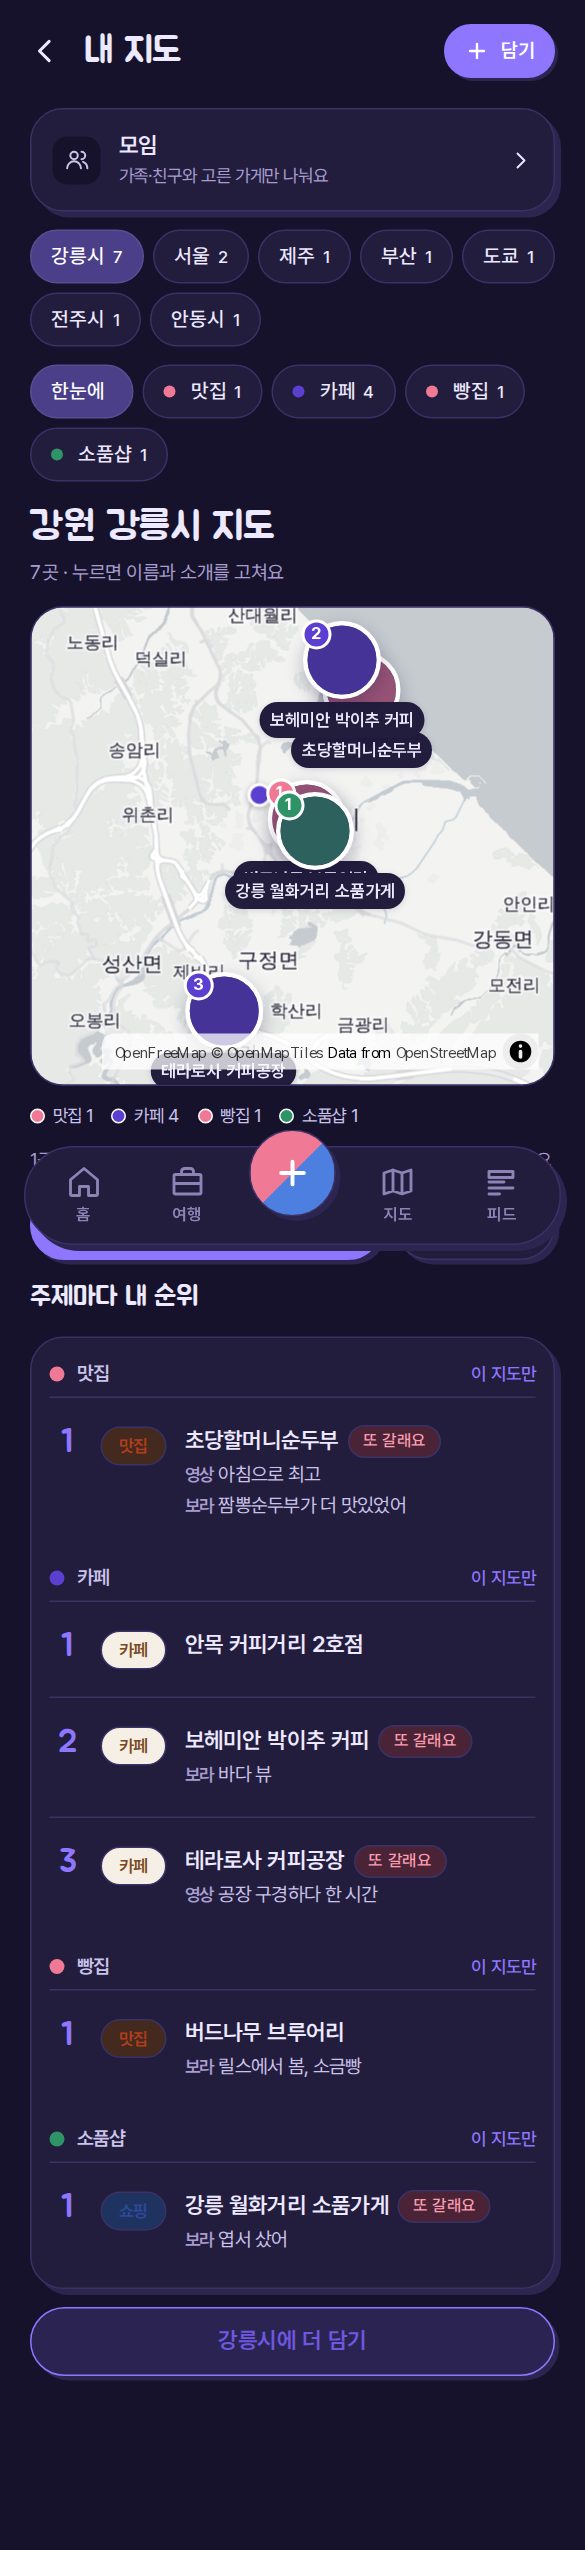 내 지도
+ 담기
모임
가족·친구와 고른 가게만 나눠요
강릉시 7 서울 2 제주 1 부산 1 도쿄 1
전주시 1 안동시 1
한눈에 맛집 1 카페 4 빵집 1
소품샵 1
강원 강릉시 지도
7곳 · 누르면 이름과 소개를 고쳐요
산대월리
노동리
덕실리
2
보헤미안 박이추 커피
초당할머니순두부
송암리
위촌리
1
1
강릉 월화거리 소품가게
안인리
강동면
성산면
구정면
모전리
3
오봉리
학산리
금광리
OpenFreeMap © OpenMapTiles Data from OpenStreetMap
테라로사 커피공장
맛집 1 카페 4 빵집 1 소품샵 1
홈 여행 지도 피드
주제마다 내 순위
맛집 이 지도만
1 맛집 초당할머니순두부 또 갈래요
영상 아침으로 최고
보라 짬뽕순두부가 더 맛있었어
카페 이 지도만
1 카페 안목 커피거리 2호점
2 카페 보헤미안 박이추 커피 또 갈래요
보라 바다 뷰
3 카페 테라로사 커피공장 또 갈래요
영상 공장 구경하다 한 시간
빵집 이 지도만
1 맛집 버드나무 브루어리
보라 릴스에서 봄, 소금빵
소품샵 이 지도만
1 쇼핑 강릉 월화거리 소품가게 또 갈래요
보라 엽서 샀어
강릉시에 더 담기